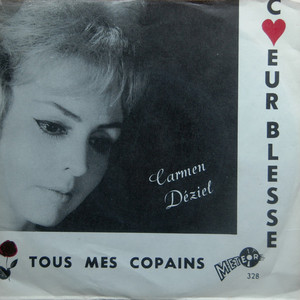 CŒUR BLESSE
Carmen
Déziel
TOUS MES COPAINS
METEOR
328